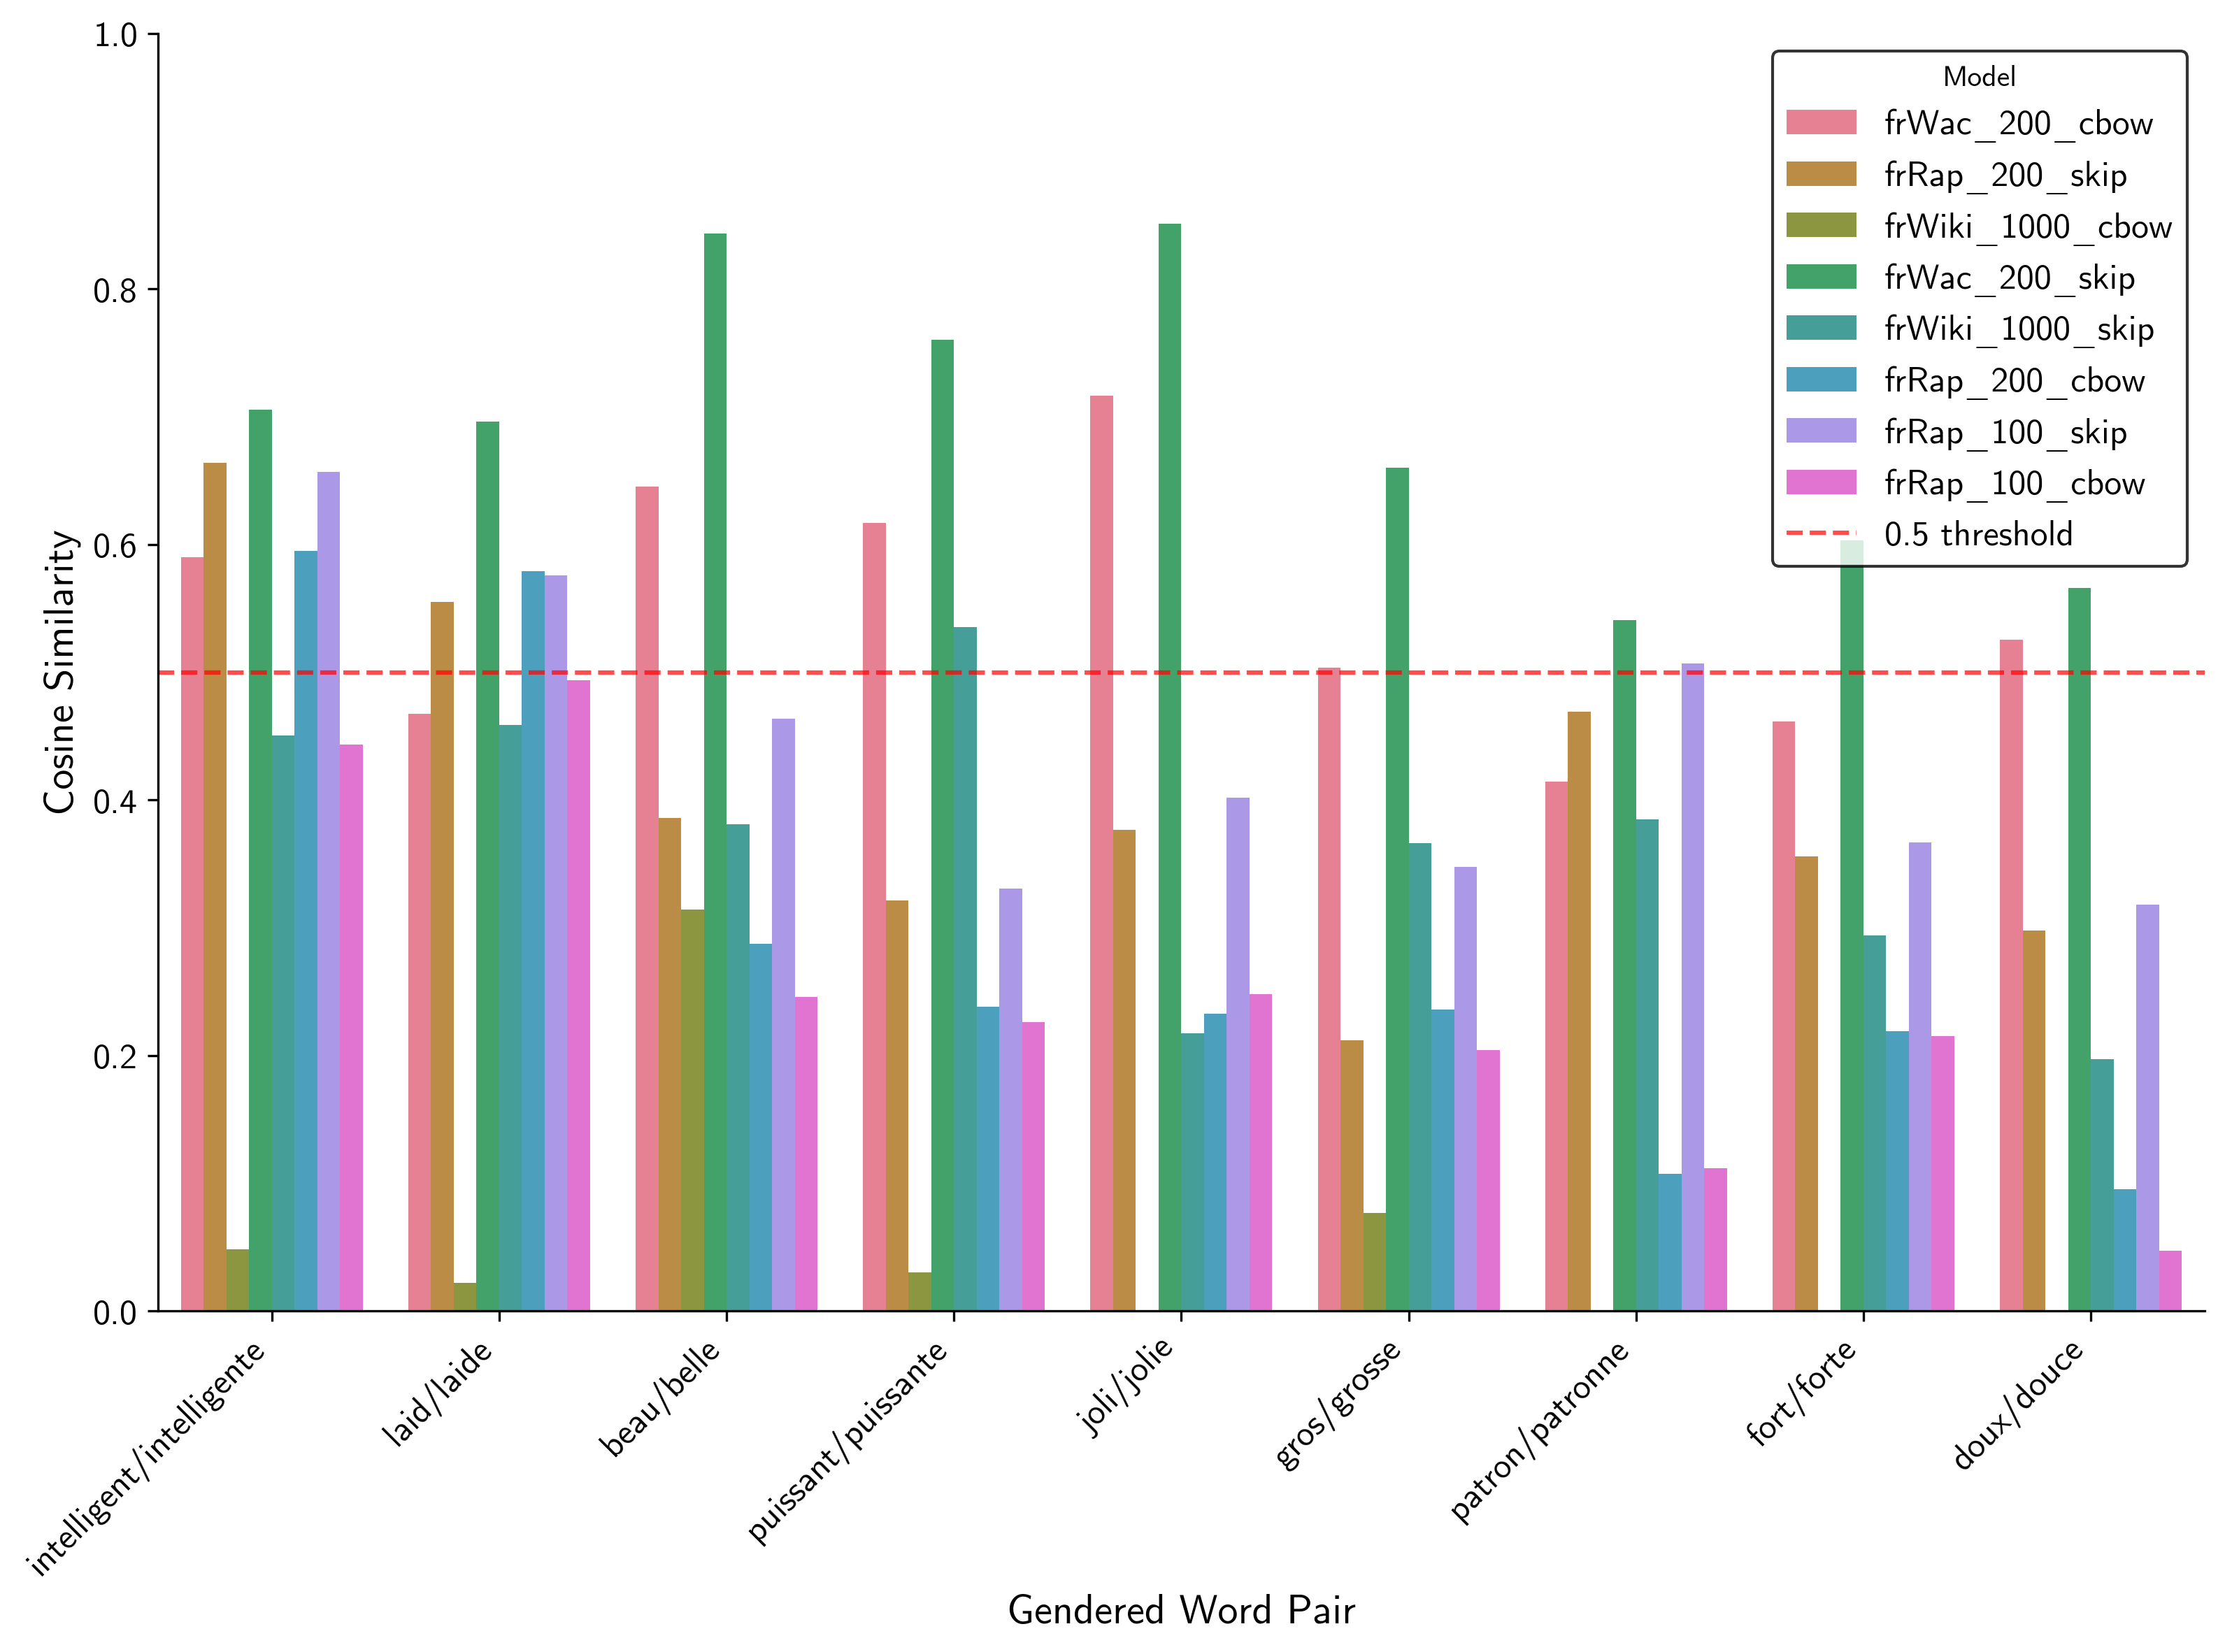 1.0
0.8
0.6
0.4
0.2
0.0
Cosine Similarity
Model
frWac_200_cbow
frRap_200_skip
frWiki_1000_cbow
frWac_200_skip
frWiki_1000_skip
frRap_200_cbow
frRap_100_skip
frRap_100_cbow
0.5 threshold
intelligent/intelligente
laid/laide
beau/belle
puissant/puissante
joli/jolie
gros/grosse
patron/patronne
fort/forte
doux/douce
Gendered Word Pair